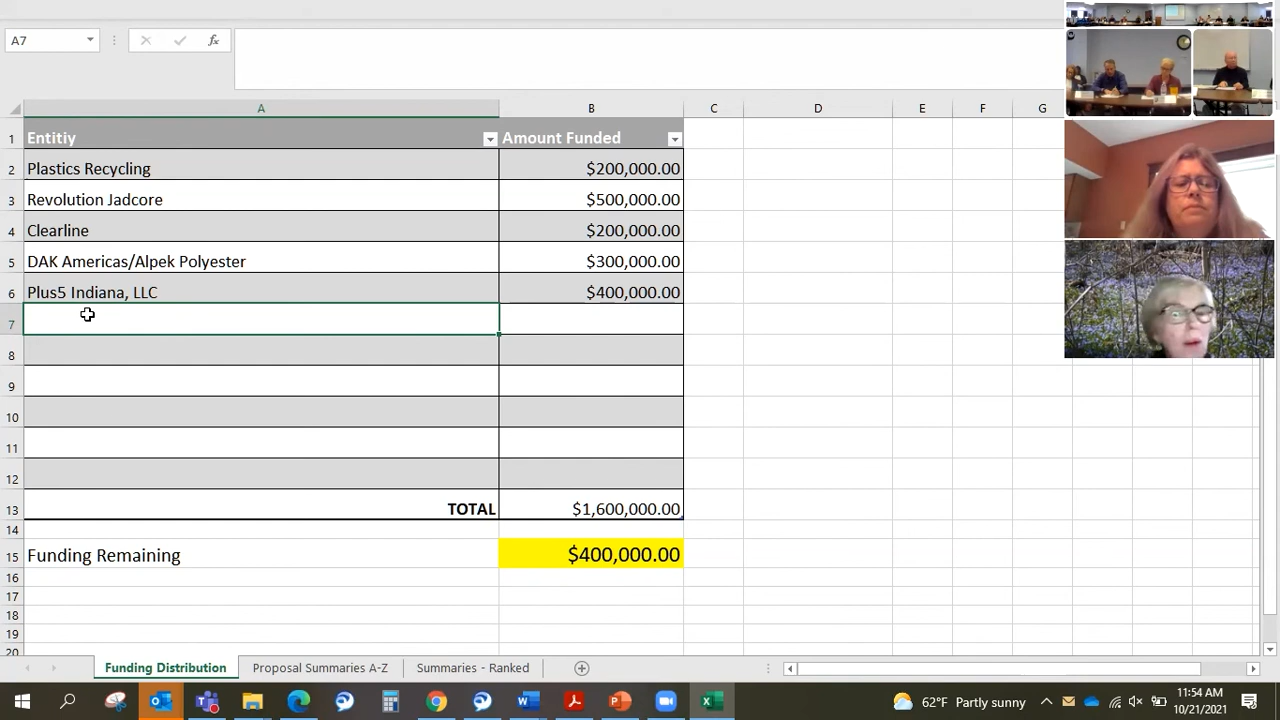 A7
fx
A B C D E F G
1 Entitiy Amount Funded
2 Plastics Recycling $200,000.00
3 Revolution Jadcore $500,000.00
4 Clearline $200,000.00
5 DAK Americas/Alpek Polyester $300,000.00
6 Plus5 Indiana, LLC $400,000.00
7
8
9
10
11
12
13 TOTAL $1,600,000.00
14
15 Funding Remaining $400,000.00
16
17
18
19
20
Funding Distribution Proposal Summaries A-Z Summaries - Ranked
62°F Partly sunny 11:54 AM
10/21/2021